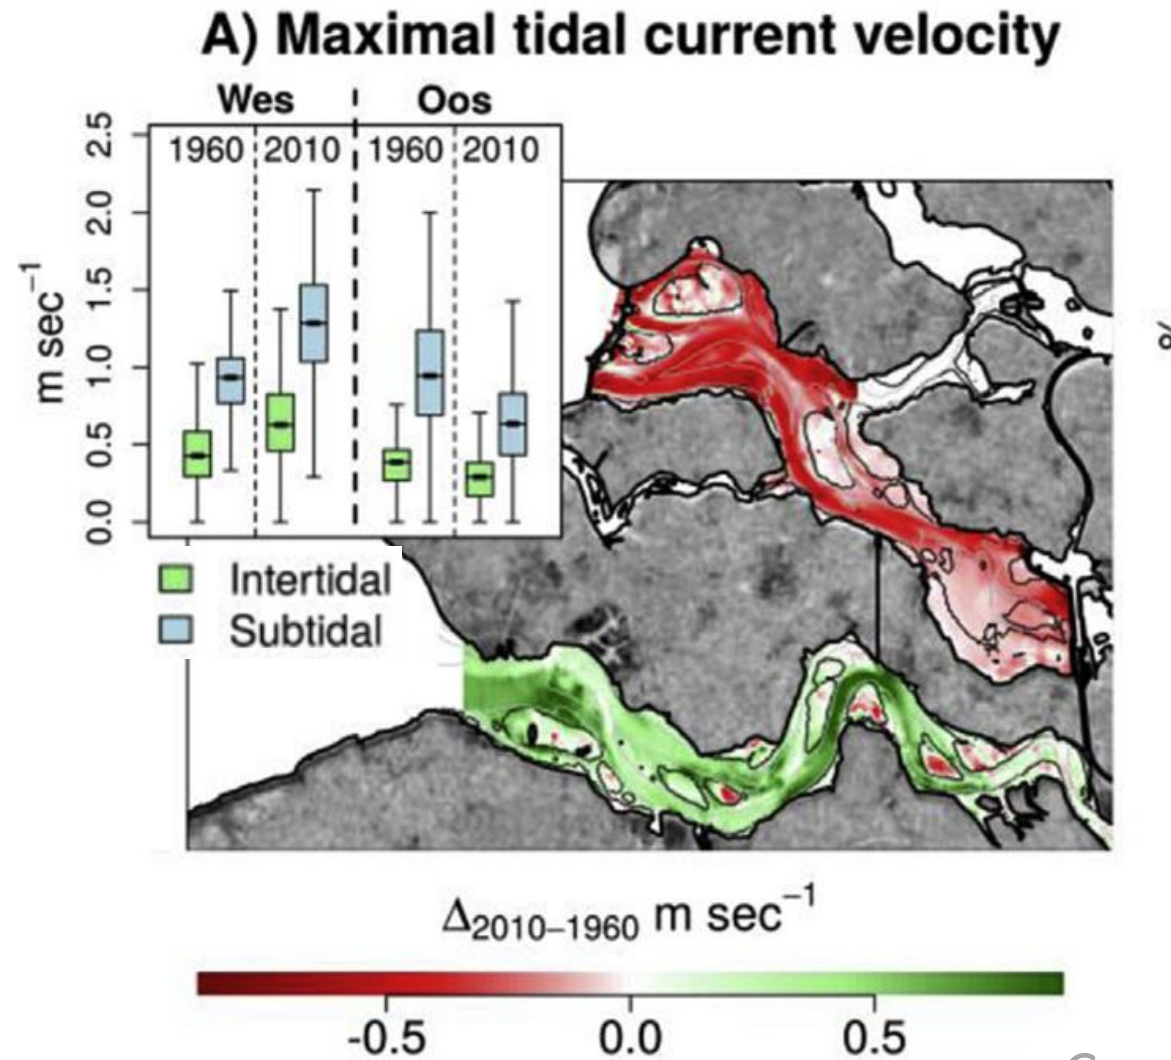 A) Maximal tidal current velocity
Wes Oos
1960 2010 1960 2010
m sec−1
2.5
2.0
1.5
1.0
0.5
0.0
Intertidal
Subtidal
Δ2010−1960 m sec−1
-0.5 0.0 0.5